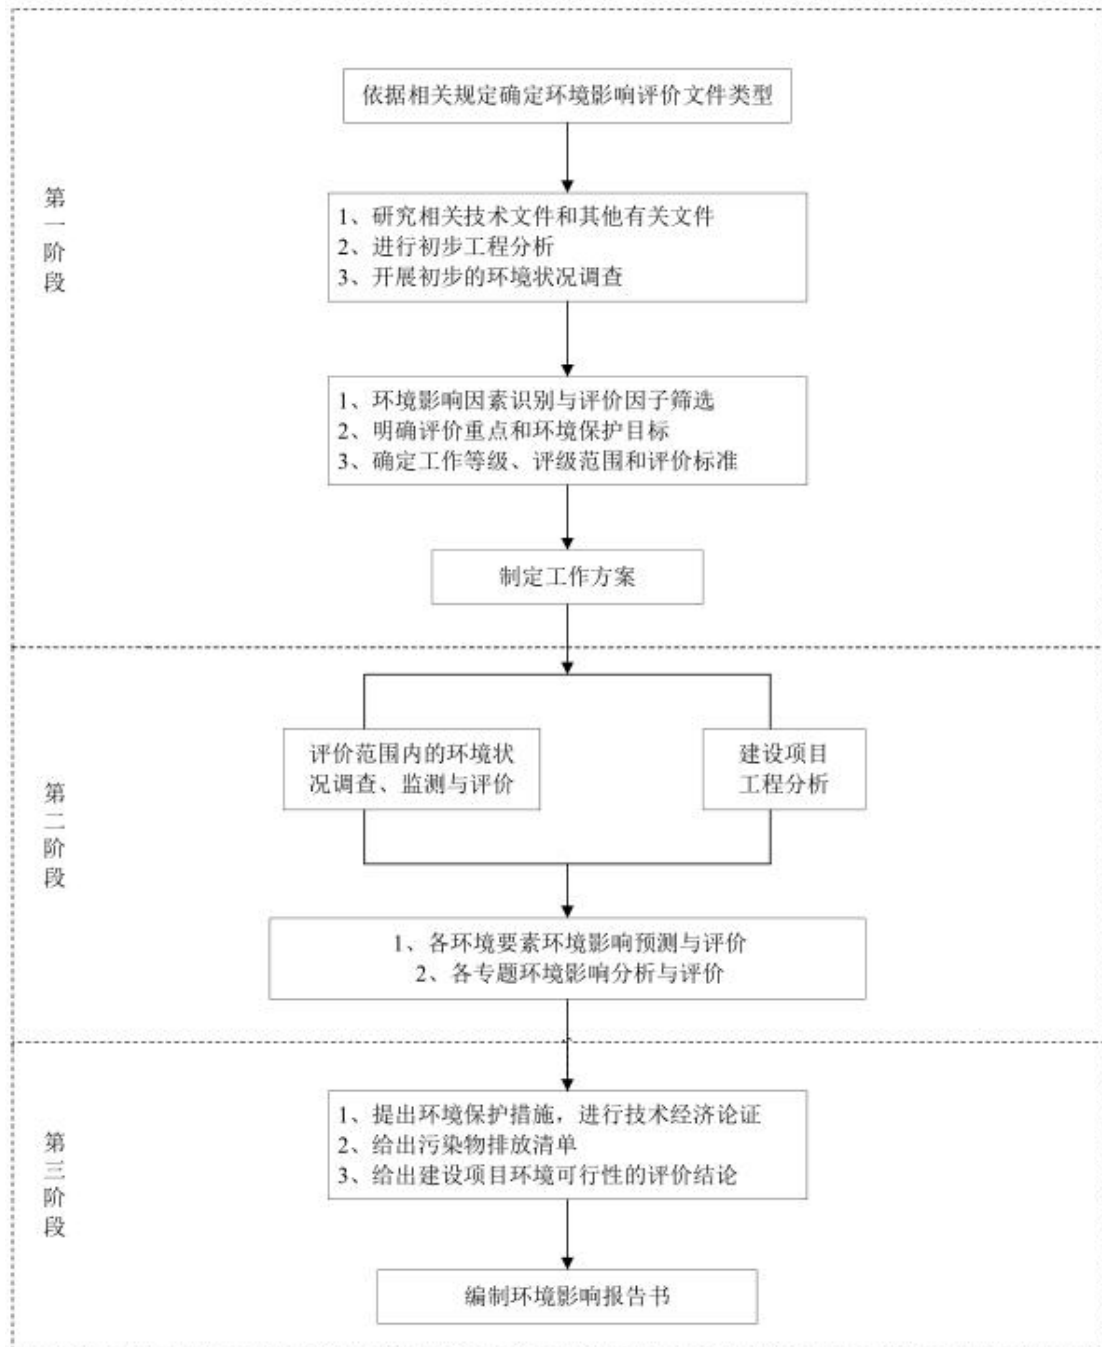 依据相关规定确定环境影响评价文件类型
第一阶段
1、研究相关技术文件和其他有关文件
2、进行初步工程分析
3、开展初步的环境状况调查
1、环境影响因素识别与评价因子筛选
2、明确评价重点和环境保护目标
3、确定工作等级、评级范围和评价标准
制定工作方案
第二阶段
评价范围内的环境状
况调查、监测与评价
建设项目
工程分析
1、各环境要素环境影响预测与评价
2、各专题环境影响分析与评价
第三阶段
1、提出环境保护措施，进行技术经济论证
2、给出污染物排放清单
3、给出建设项目环境可行性的评价结论
编制环境影响报告书